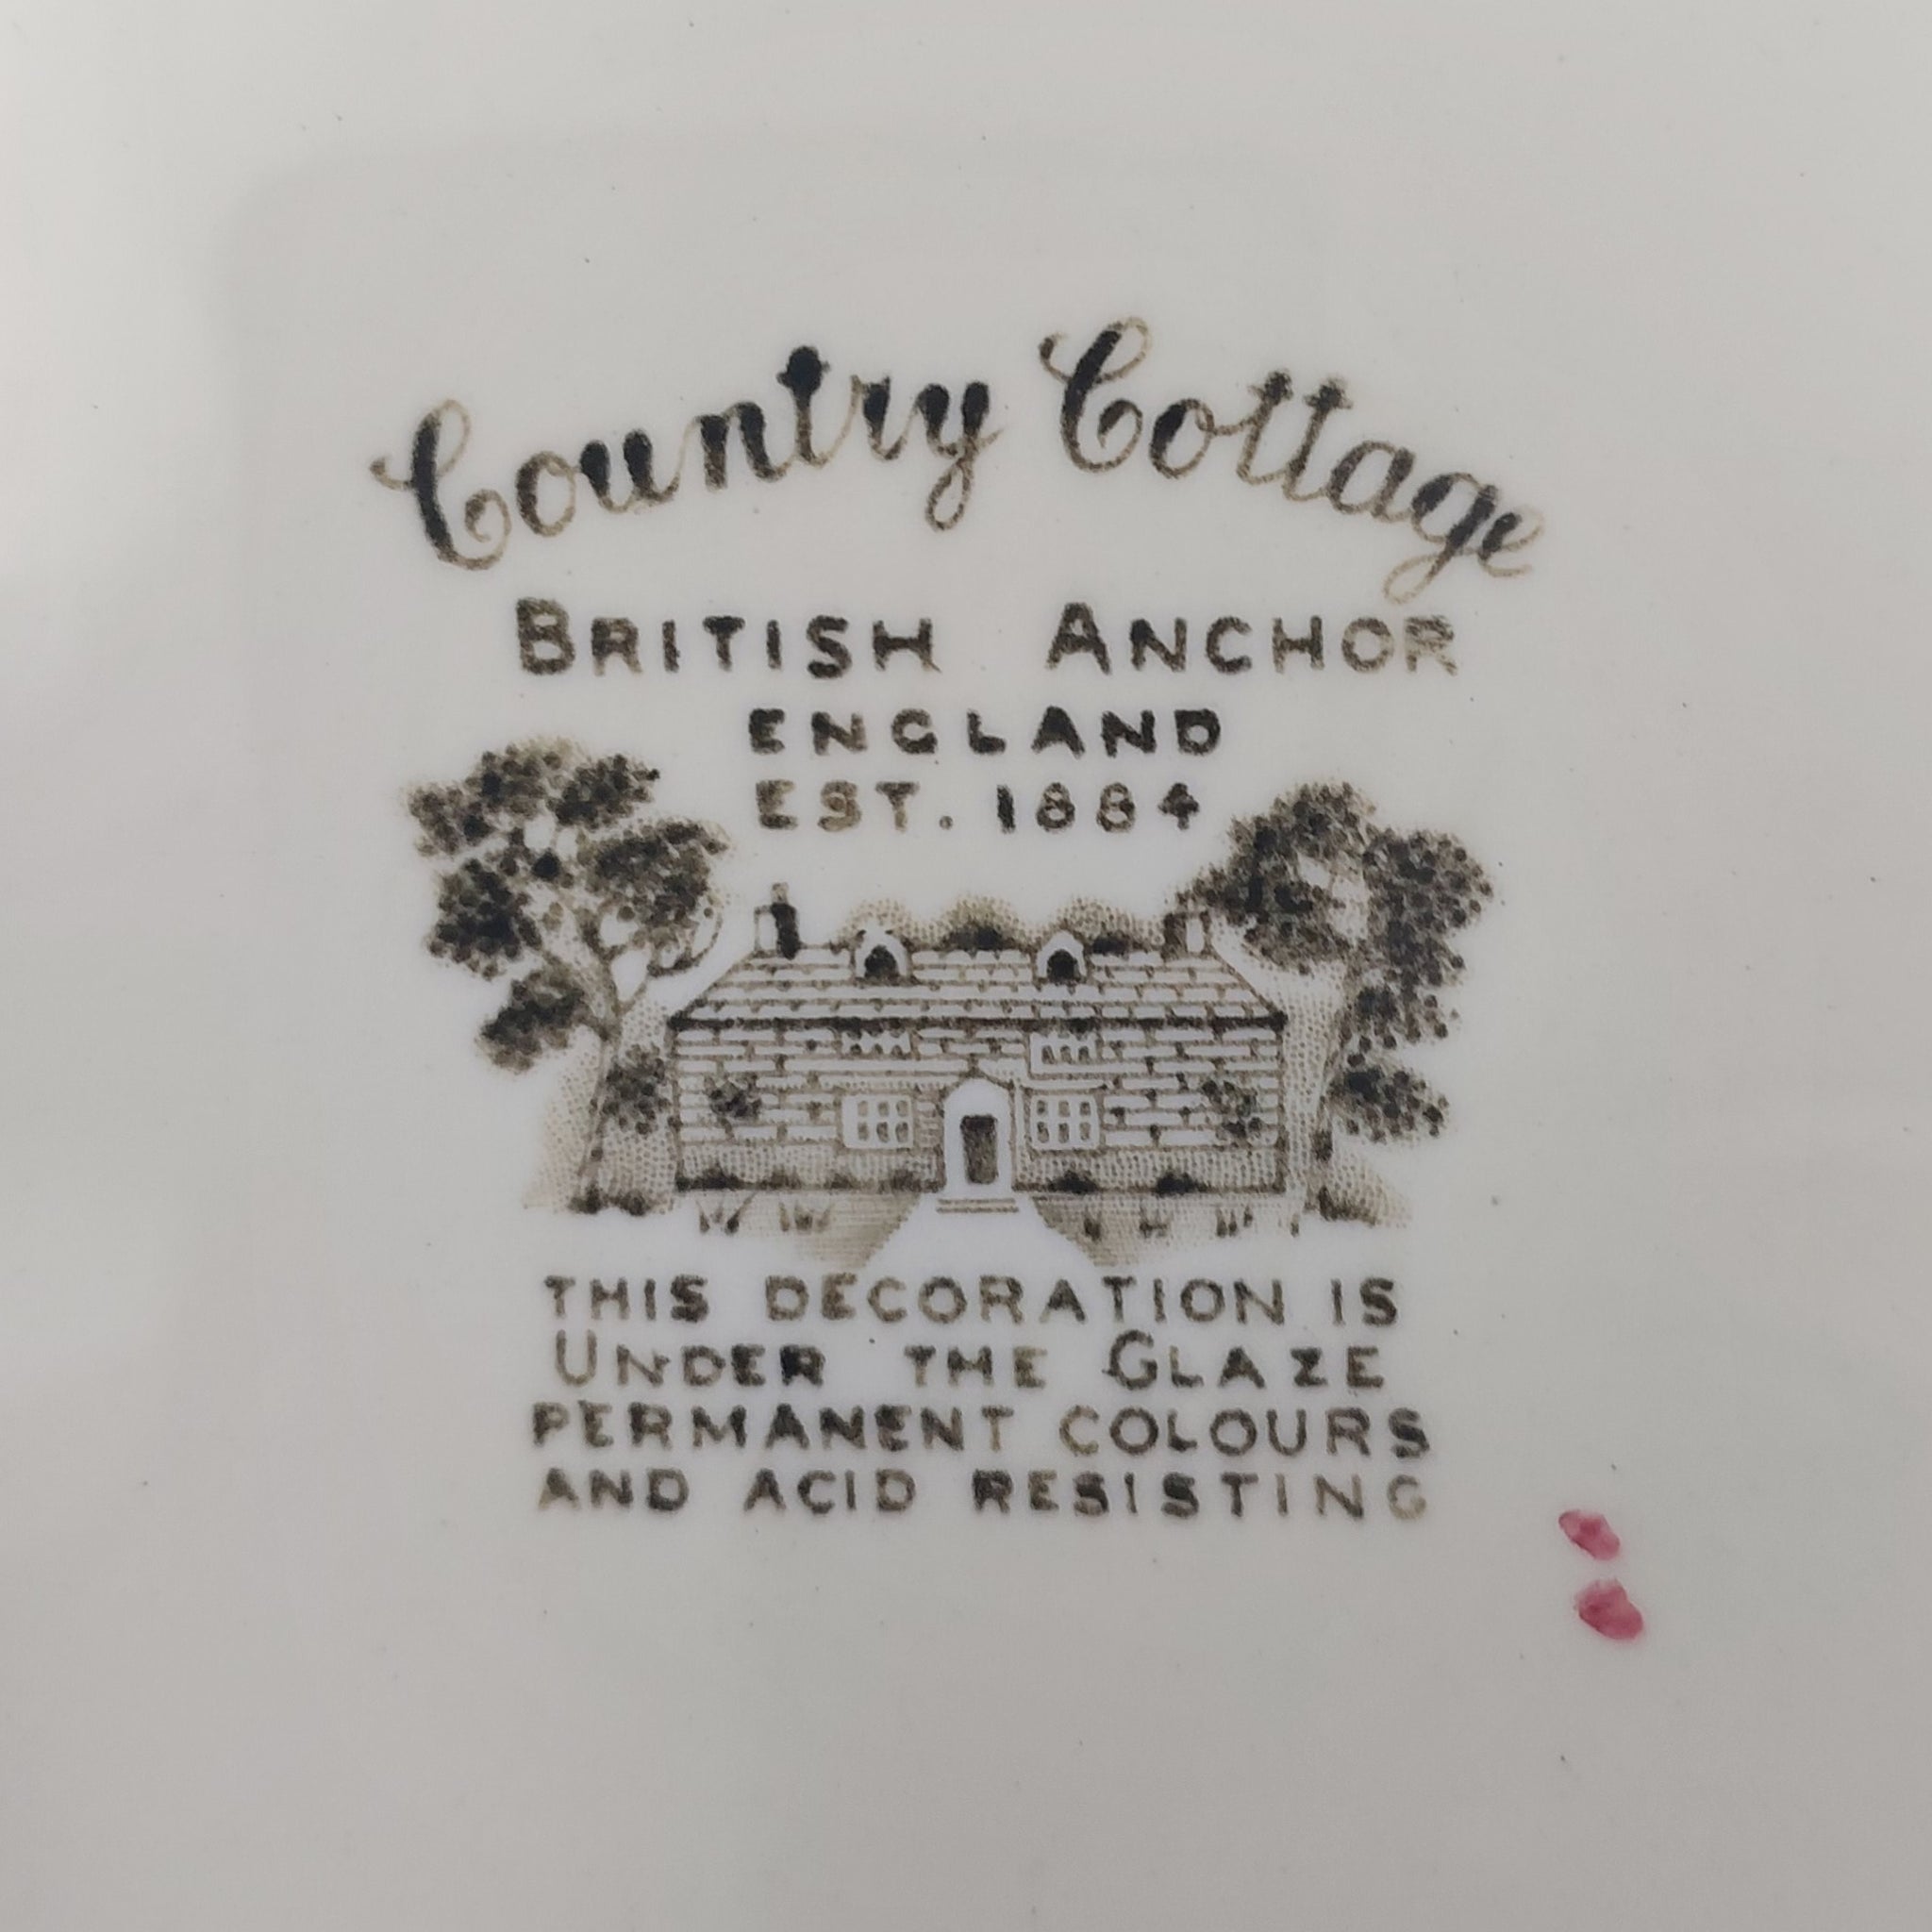 Country Cottage
BRITISH ANCHOR
ENGLAND
EST. 1884
THIS DECORATION IS
UNDER THE GLAZE
PERMANENT COLOURS
AND ACID RESISTING